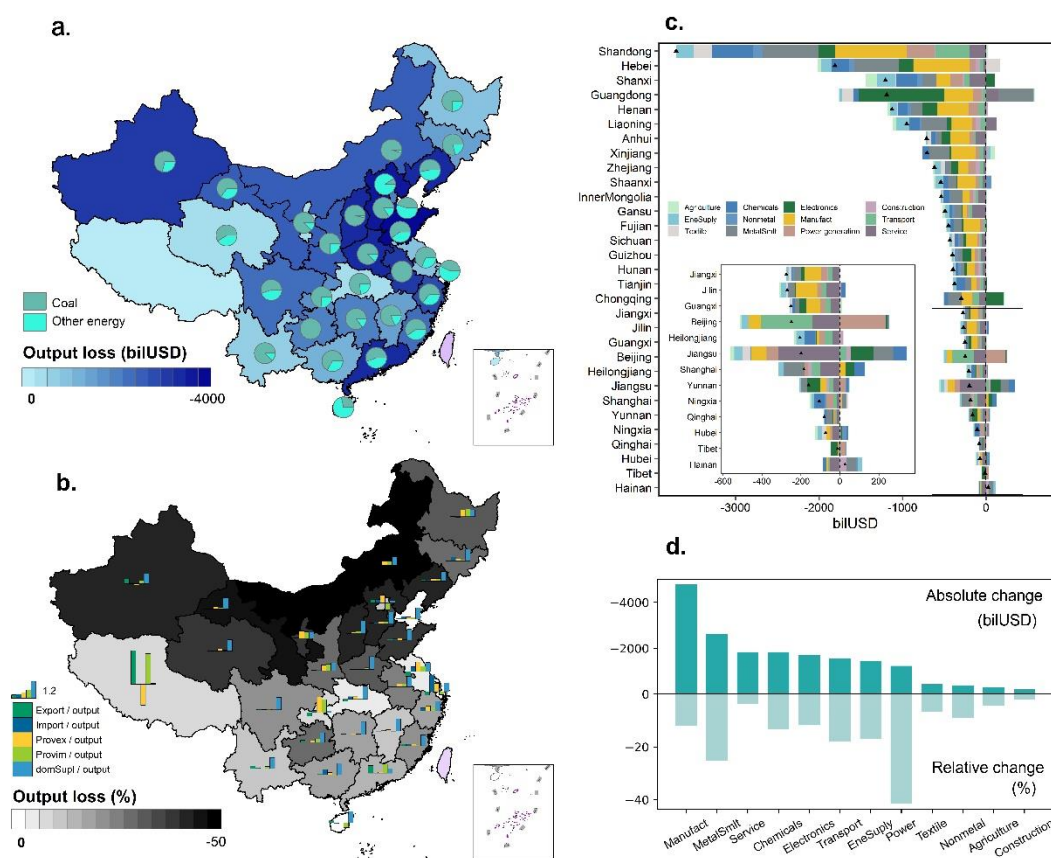 a.
Coal
Other energy
Output loss (bilUSD)
0
-4000
b.
1.2
Export / output
Import / output
Provex / output
Provim / output
domSupl / output
Output loss (%)
0
-50
c.
Shandong
Hebei
Shanxi
Guangdong
Henan
Liaoning
Anhui
Xinjiang
Zhejiang
Shaanxi
InnerMongolia
Gansu
Fujian
Sichuan
Guizhou
Hunan
Tianjin
Chongqing
Jiangxi
Jilin
Guangxi
Beijing
Heilongjiang
Jiangsu
Shanghai
Yunnan
Ningxia
Qinghai
Hubei
Tibet
Hainan
Agriculture
Chemicals
Electronics
Construction
EneSuply
Nonmetal
Manufact
Transport
Textile
MetalSmlt
Power generation
Service
Jiangxi
Jilin
Guangxi
Beijing
Heilongjiang
Jiangsu
Shanghai
Yunnan
Ningxia
Qinghai
Hubei
Tibet
Hainan
-600
-400
-200
0
200
-3000
-2000
-1000
0
bilUSD
d.
Absolute change
(bilUSD)
−4000
−2000
0
−20
−40
Relative change
(%)
Manufact
MetalSmlt
Service
Chemicals
Electronics
Transport
EneSuply
Power
Textile
Nonmetal
Agriculture
Construction